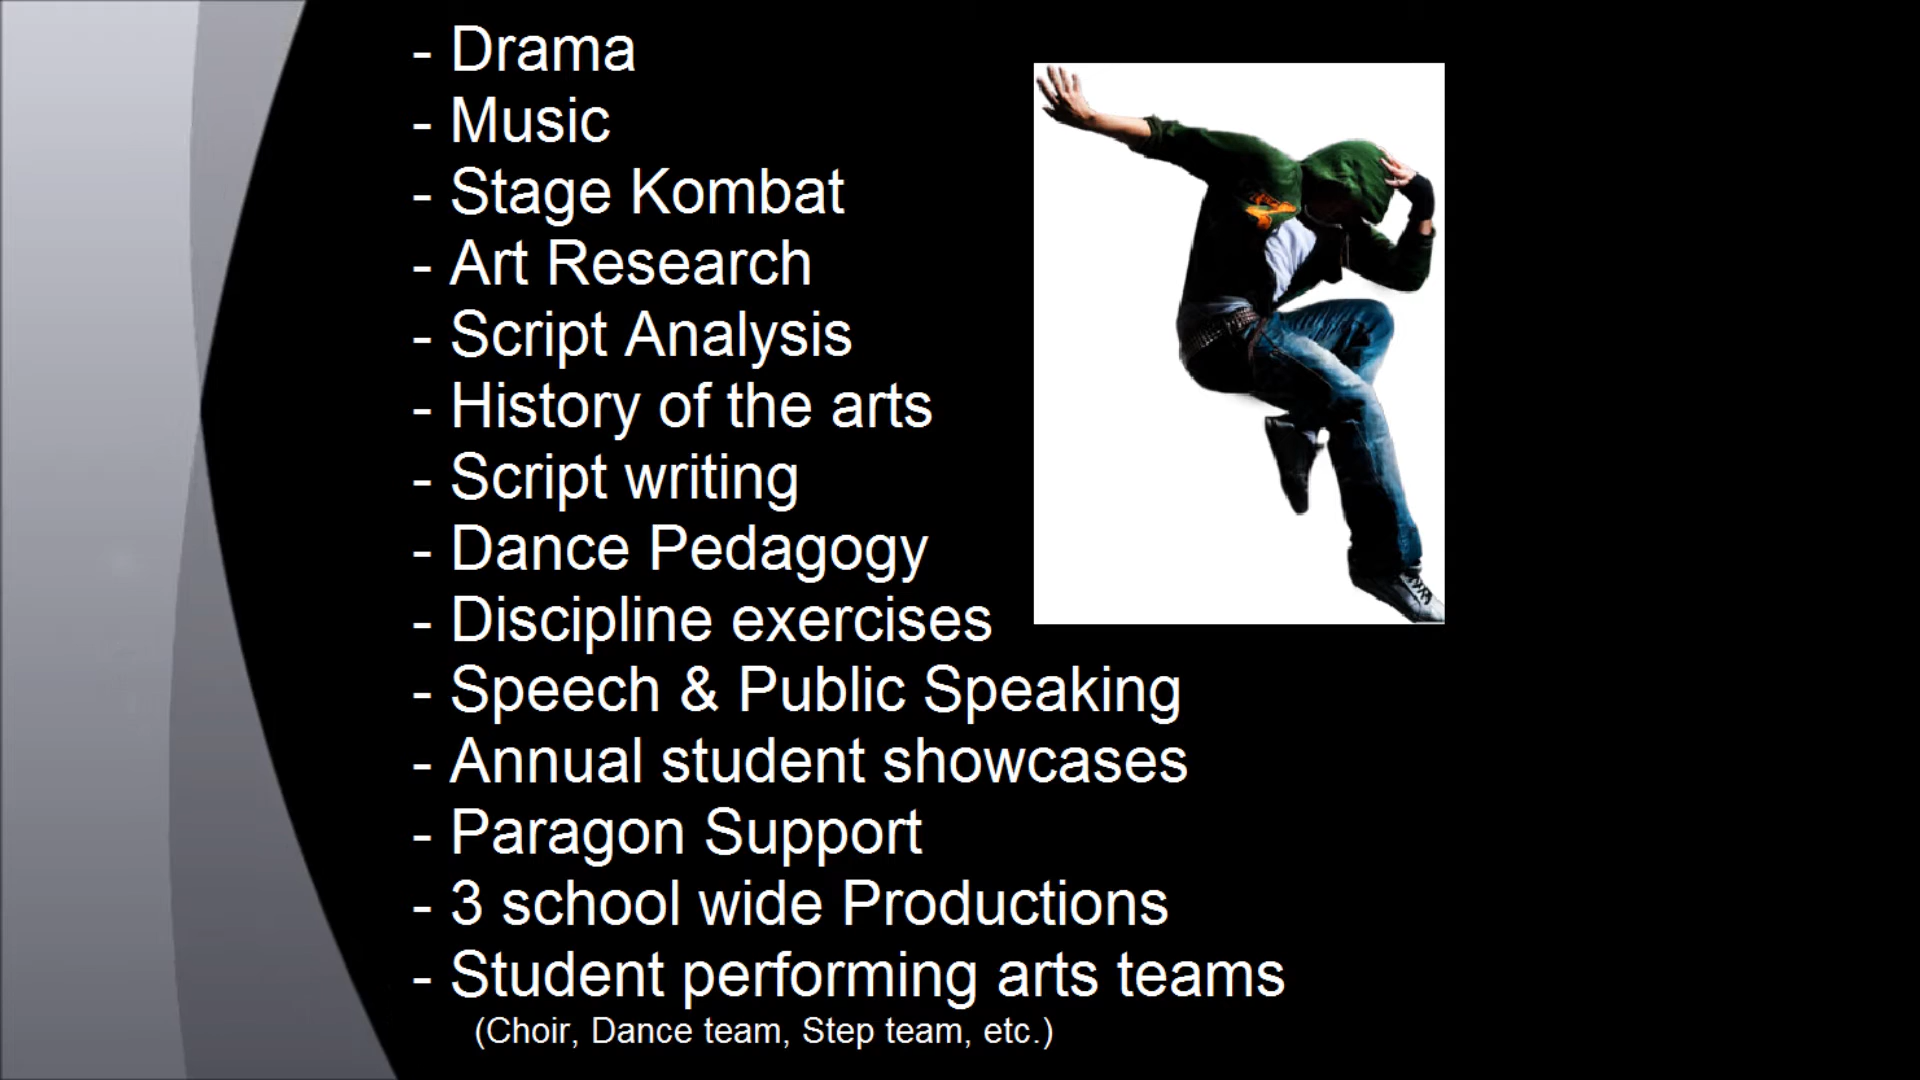 - Drama
- Music
- Stage Kombat
- Art Research
- Script Analysis
- History of the arts
- Script writing
- Dance Pedagogy
- Discipline exercises
- Speech & Public Speaking
- Annual student showcases
- Paragon Support
- 3 school wide Productions
- Student performing arts teams
(Choir, Dance team, Step team, etc.)